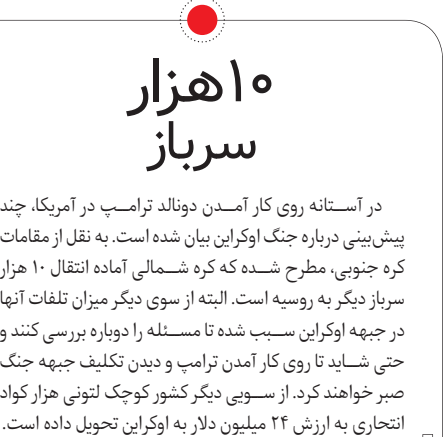 ۱۰هزار
سرباز
در آستانه روی کار آمدن دونالد ترامپ در آمریکا، چند
پیش‌بینی درباره جنگ اوکراین بیان شده است. به نقل از مقامات
کره جنوبی، مطرح شده که کره شمالی آماده انتقال ۱۰ هزار
سرباز دیگر به روسیه است. البته از سوی دیگر میزان تلفات آنها
در جبهه اوکراین سبب شده تا مسئله را دوباره بررسی کنند و
حتی شاید تا روی کار آمدن ترامپ و دیدن تکلیف جبهه جنگ
صبر خواهند کرد. از سویی دیگر کشور کوچک لتونی هزار کواد
انتحاری به ارزش ۲۴ میلیون دلار به اوکراین تحویل داده است.